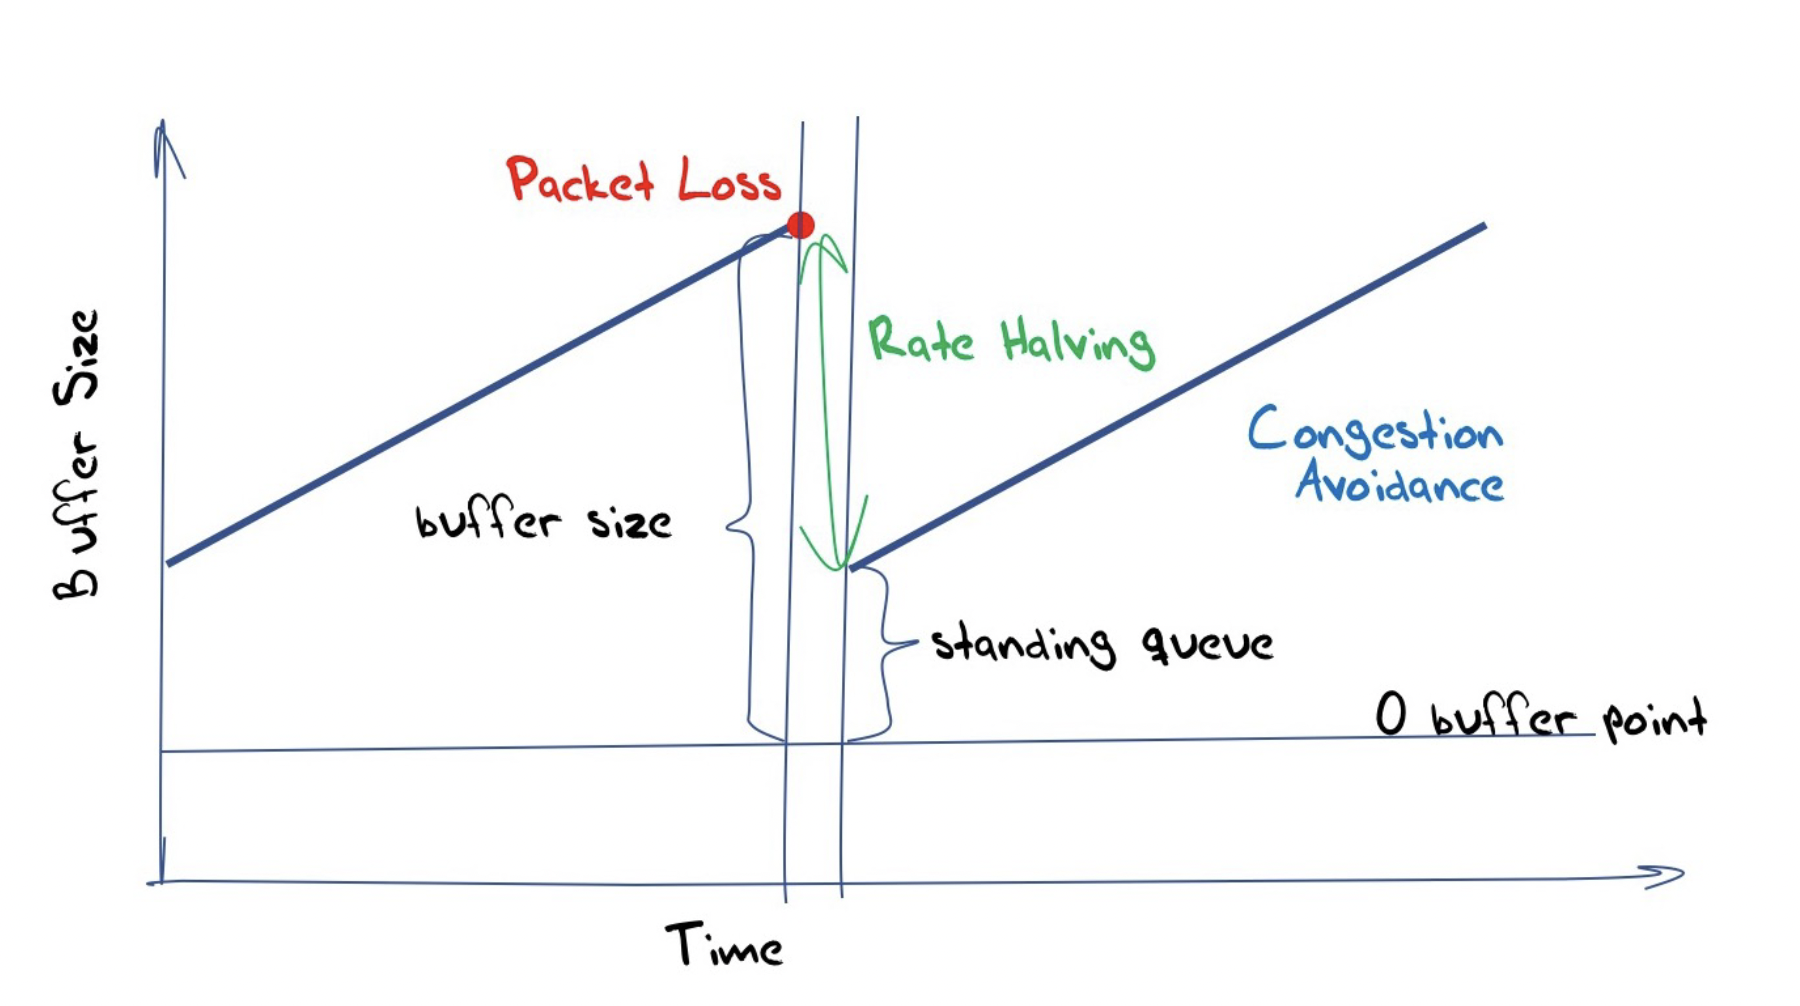 Packet Loss
Rate Halving
Buffer Size
Congestion
Avoidance
buffer size
standing queue
0 buffer point
Time